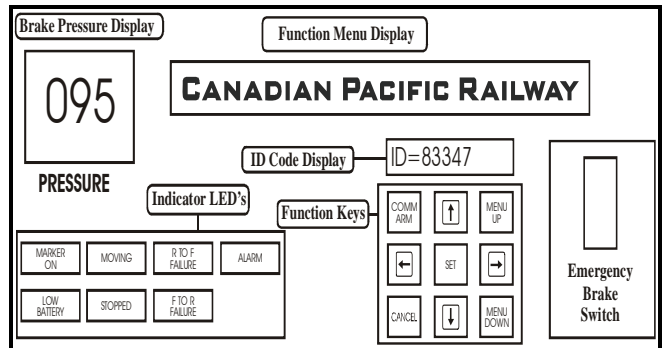 Brake Pressure Display
Function Menu Display
095
CANADIAN PACIFIC RAILWAY
PRESSURE
ID Code Display
ID=83347
Indicator LED's
Function Keys
COMM ARM
↑
MENU UP
←
SET
→
CANCEL
↓
MENU DOWN
MARKER ON
MOVING
R TO F FAILURE
ALARM
LOW BATTERY
STOPPED
F TO R FAILURE
Emergency
Brake
Switch